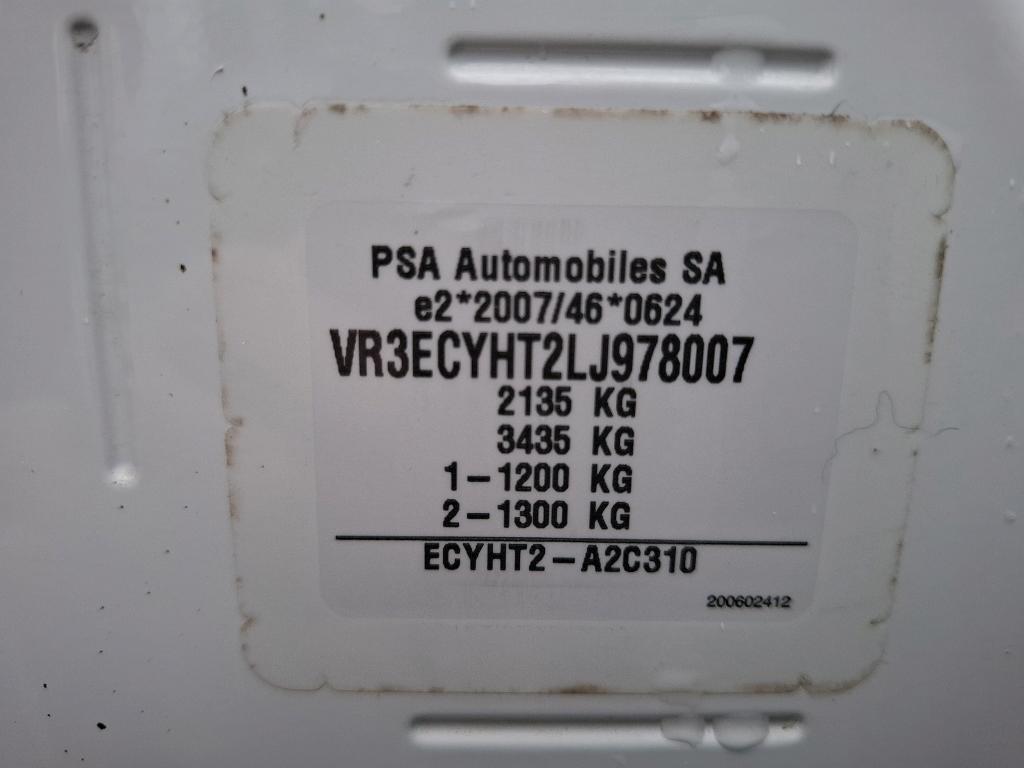 PSA Automobiles SA
e2*2007/46*0624
VR3ECYHT2LJ978007
2135 KG
3435 KG
1-1200 KG
2-1300 KG
ECYHT2-A2C310
200602412